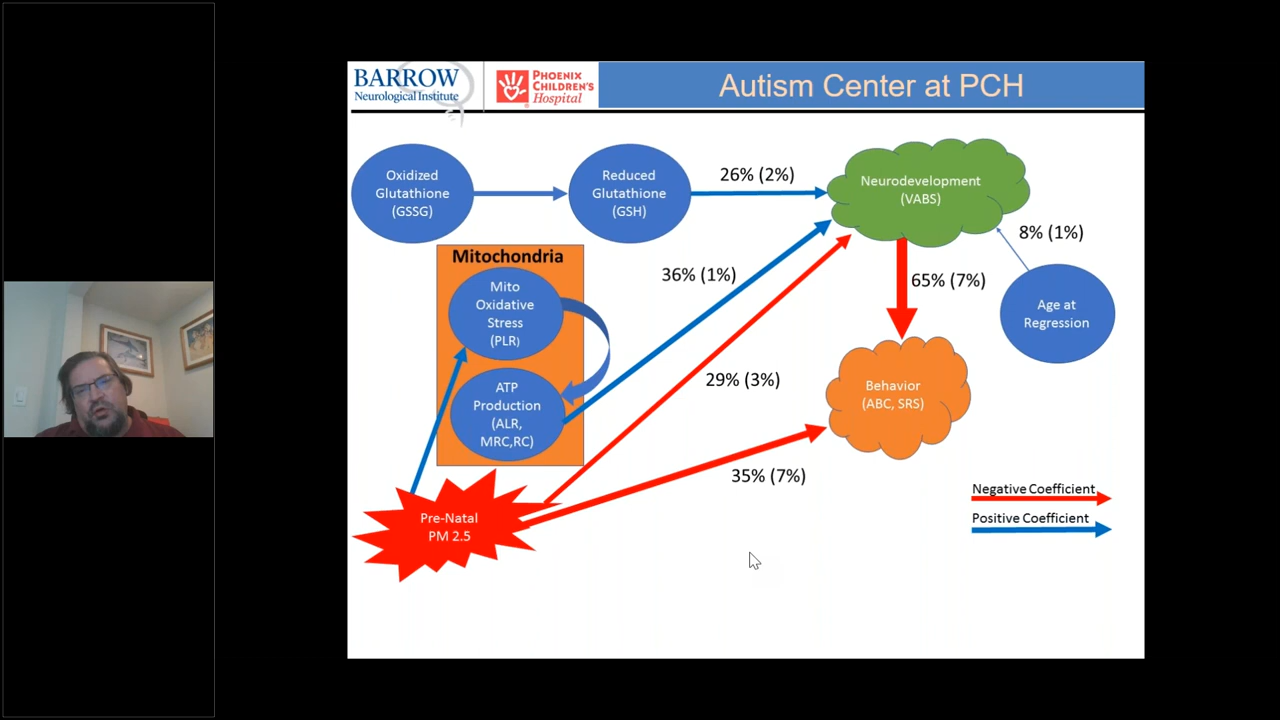 BARROW
Neurological Institute
PHOENIX
CHILDREN'S
Hospital
Autism Center at PCH
Oxidized
Glutathione
(GSSG)
Reduced
Glutathione
(GSH)
26% (2%)
Neurodevelopment
(VABS)
8% (1%)
Mitochondria
Mito
Oxidative
Stress
(PLR)
36% (1%)
65% (7%)
Age at
Regression
ATP
Production
(ALR,
MRC,RC)
29% (3%)
Behavior
(ABC, SRS)
35% (7%)
Pre-Natal
PM 2.5
Negative Coefficient
Positive Coefficient